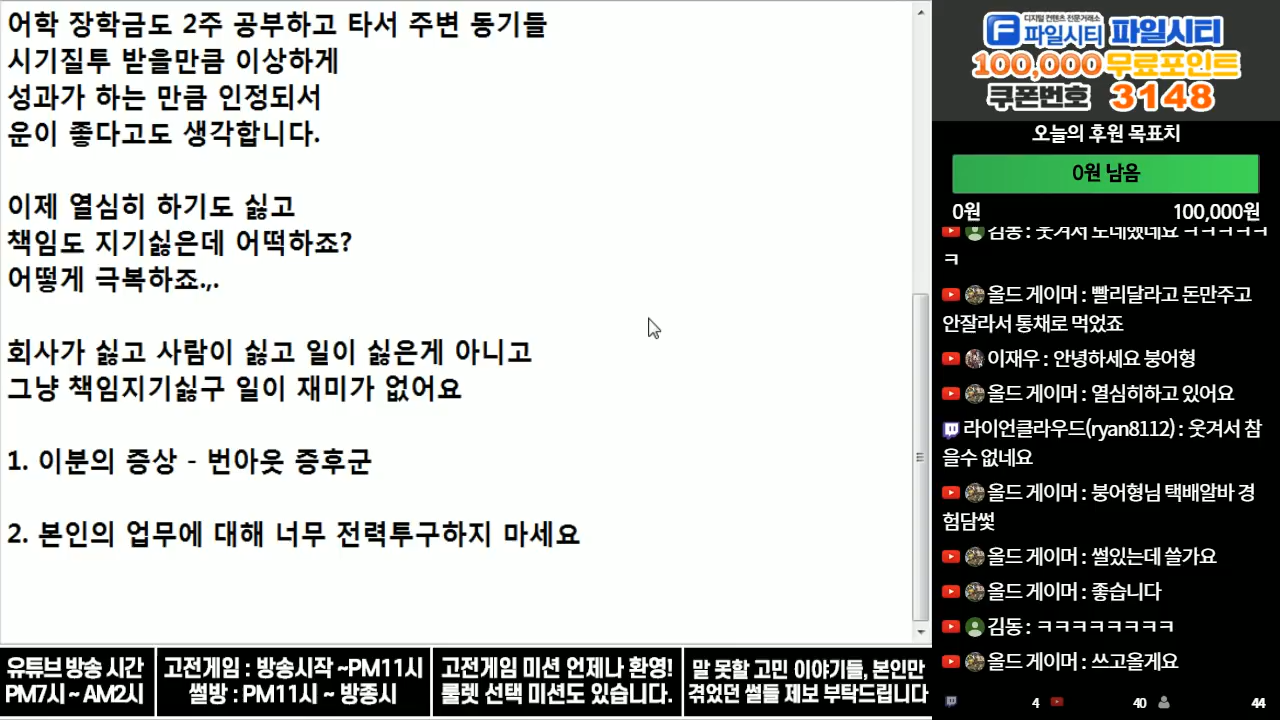 어학 장학금도 2주 공부하고 타서 주변 동기들
시기질투 받을만큼 이상하게
성과가 하는 만큼 인정되서
운이 좋다고도 생각합니다.
이제 열심히 하기도 싫고
책임도 지기싫은데 어떡하죠?
어떻게 극복하죠.,.
회사가 싫고 사람이 싫고 일이 싫은게 아니고
그냥 책임지기싫구 일이 재미가 없어요
1. 이분의 증상 - 번아웃 증후군
2. 본인의 업무에 대해 너무 전력투구하지 마세요
디지털 컨텐츠 전문거래소
파일시티 파일시티
100,000무료포인트
쿠폰번호 3148
오늘의 후원 목표치
0원 남음
0원 100,000원
김동 : 웃겨서 도네했네요 ㅋㅋㅋㅋㅋ
ㅋ
올드 게이머 : 빨리달라고 돈만주고
안잘라서 통채로 먹었죠
이재우 : 안녕하세요 붕어형
올드 게이머 : 열심히하고 있어요
라이언클라우드(ryan8112) : 웃겨서 참
을수 없네요
올드 게이머 : 붕어형님 택배알바 경
험담썻
올드 게이머 : 썰있는데 쓸가요
올드 게이머 : 좋습니다
김동 : ㅋㅋㅋㅋㅋㅋㅋㅋ
올드 게이머 : 쓰고올게요
4 40 44
유튜브 방송 시간
PM7시 ~ AM2시
고전게임 : 방송시작 ~PM11시
썰방 : PM11시 ~ 방종시
고전게임 미션 언제나 환영!
룰렛 선택 미션도 있습니다.
말 못할 고민 이야기들, 본인만
겪었던 썰들 제보 부탁드립니다